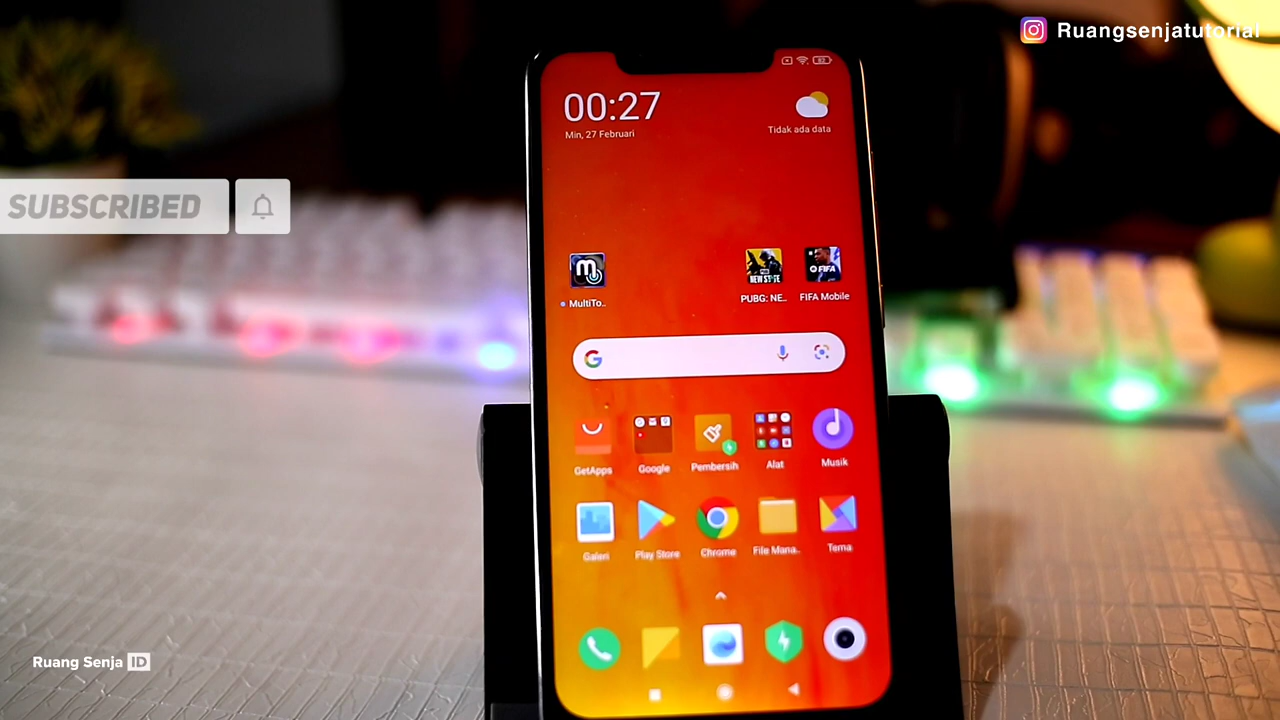 Ruangsenjatutorial
62
00:27
Min, 27 Februari
Tidak ada data
SUBSCRIBED
MultiTo..
PUBG: NE..
FIFA Mobile
GetApps
Google
Pembersih
Alat
Musik
Galeri
Play Store
Chrome
File Mana..
Tema
Ruang Senja ID